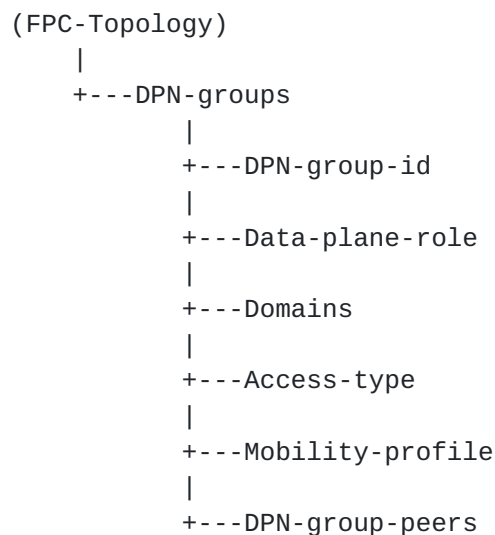 (FPC-Topology)
|
+---DPN-groups
|
+---DPN-group-id
|
+---Data-plane-role
|
+---Domains
|
+---Access-type
|
+---Mobility-profile
|
+---DPN-group-peers